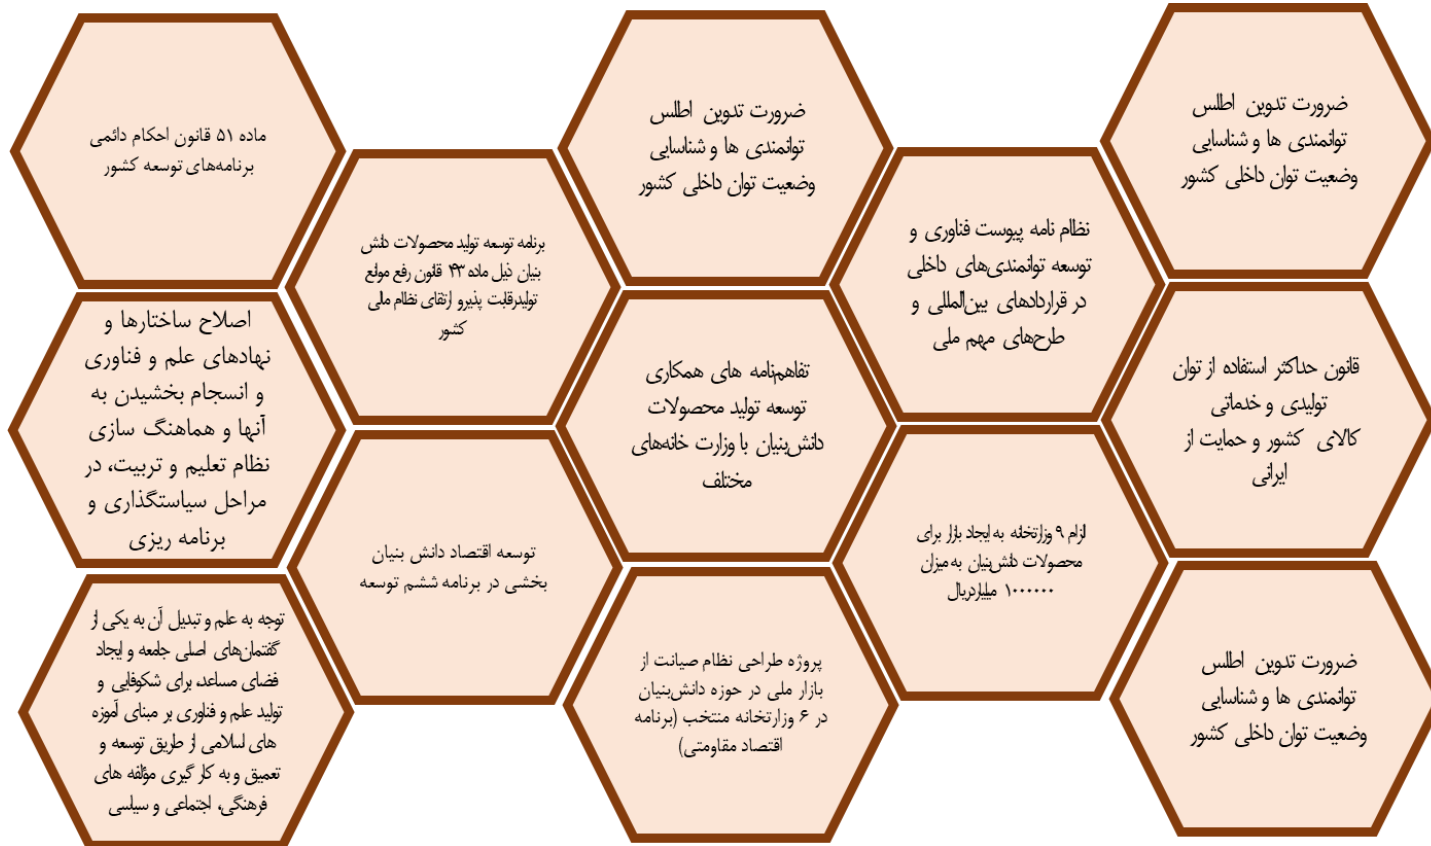 ضرورت تدوین اطلس
توانمندی ها و شناسایی
وضعیت توان داخلی کشور
قانون حداکثر استفاده از توان
تولیدی و خدماتی
کالای کشور و حمایت از
ایرانی
ضرورت تدوین اطلس
توانمندی ها و شناسایی
وضعیت توان داخلی کشور
نظام نامه پیوست فناوری و
توسعه توانمندی‌های داخلی
در قراردادهای بین‌المللی و
طرح‌های مهم ملی
الزام ۹ وزارتخانه به ایجاد بازار برای
محصولات دانش‌بنیان به میزان
۱۰۰۰۰۰۰ میلیاردریال
ضرورت تدوین اطلس
توانمندی ها و شناسایی
وضعیت توان داخلی کشور
تفاهم‌نامه های همکاری
توسعه تولید محصولات
دانش‌بنیان با وزارت خانه‌های
مختلف
پروژه طراحی نظام صیانت از
بازار ملی در حوزه دانش‌بنیان
در ۶ وزارتخانه منتخب (برنامه
اقتصاد مقاومتی)
برنامه توسعه تولید محصولات دانش
بنیان ذیل ماده ۴۳ قانون رفع موانع
تولیدرقابت پذیرو ارتقای نظام مالی
کشور
توسعه اقتصاد دانش بنیان
بخشی در برنامه ششم توسعه
ماده ۵۱ قانون احکام دائمی
برنامه‌های توسعه کشور
اصلاح ساختارها و
نهادهای علم و فناوری
و انسجام بخشیدن به
آنها و هماهنگ سازی
نظام تعلیم و تربیت، در
مراحل سیاستگذاری و
برنامه ریزی
توجه به علم و تبدیل آن به یکی از
گفتمان‌های اصلی جامعه و ایجاد
فضای مساعد، برای شکوفایی و
تولید علم و فناوری بر مبنای آموزه
های اسلامی از طریق توسعه و
تعمیق و به کار گیری مؤلفه های
فرهنگی، اجتماعی و سیاسی